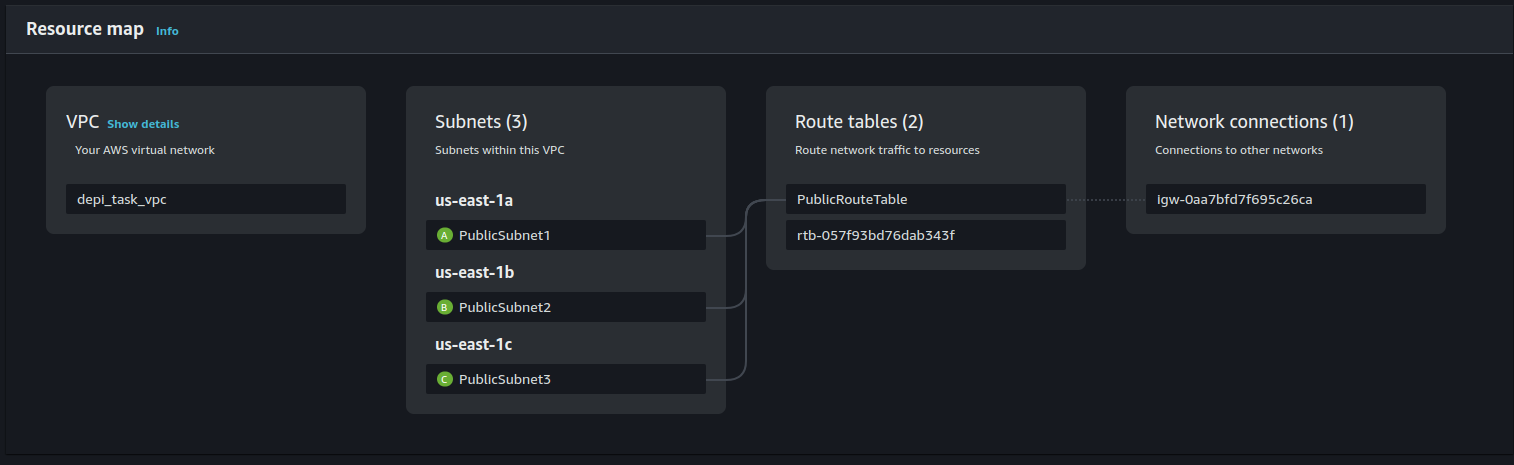 Resource map Info
VPC Show details
Your AWS virtual network
depi_task_vpc
Subnets (3)
Subnets within this VPC
us-east-1a
A PublicSubnet1
us-east-1b
B PublicSubnet2
us-east-1c
C PublicSubnet3
Route tables (2)
Route network traffic to resources
PublicRouteTable
rtb-057f93bd76dab343f
Network connections (1)
Connections to other networks
igw-0aa7bfd7f695c26ca